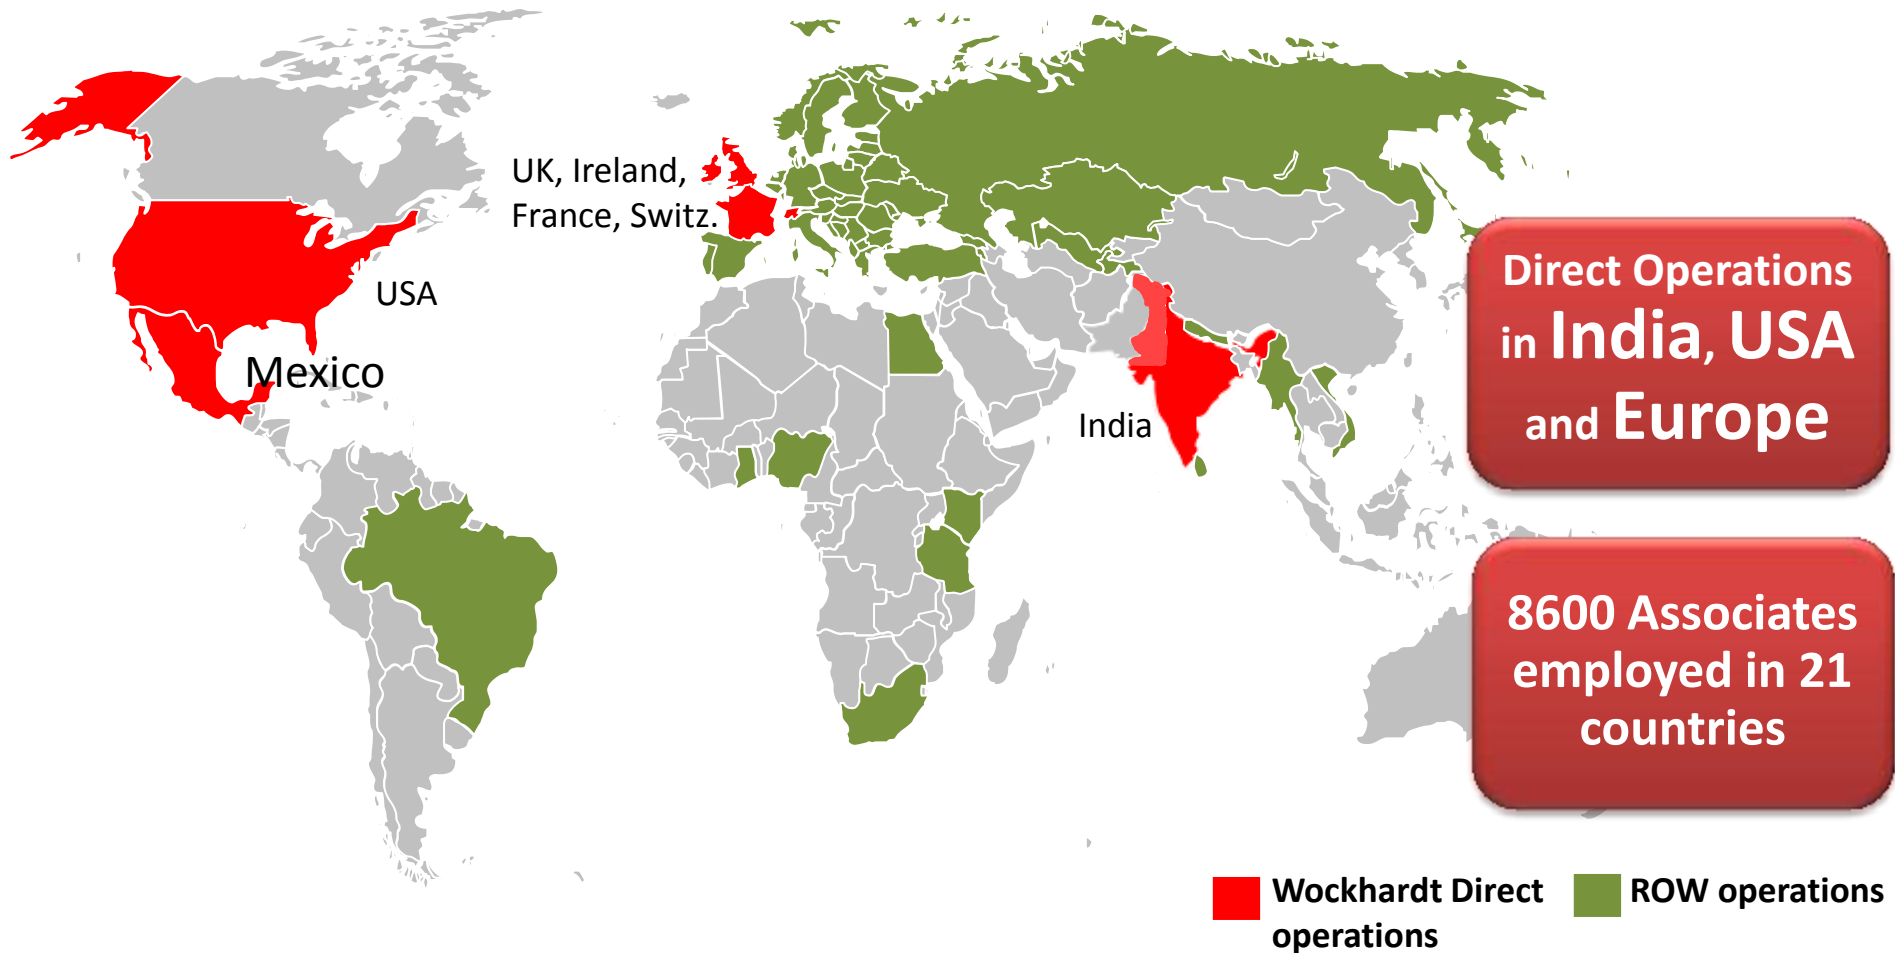 UK, Ireland,
France, Switz.
USA
Mexico
India
Direct Operations
in India, USA
and Europe
8600 Associates
employed in 21
countries
Wockhardt Direct
operations
ROW operations